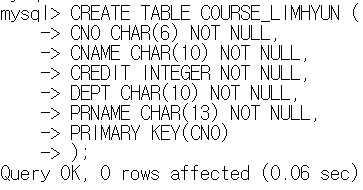 mysql> CREATE TABLE COURSE_LIMHYUN (
-> CNO CHAR(6) NOT NULL,
-> CNAME CHAR(10) NOT NULL,
-> CREDIT INTEGER NOT NULL,
-> DEPT CHAR(10) NOT NULL,
-> PRNAME CHAR(13) NOT NULL,
-> PRIMARY KEY(CNO)
-> );
Query OK, 0 rows affected (0.06 sec)